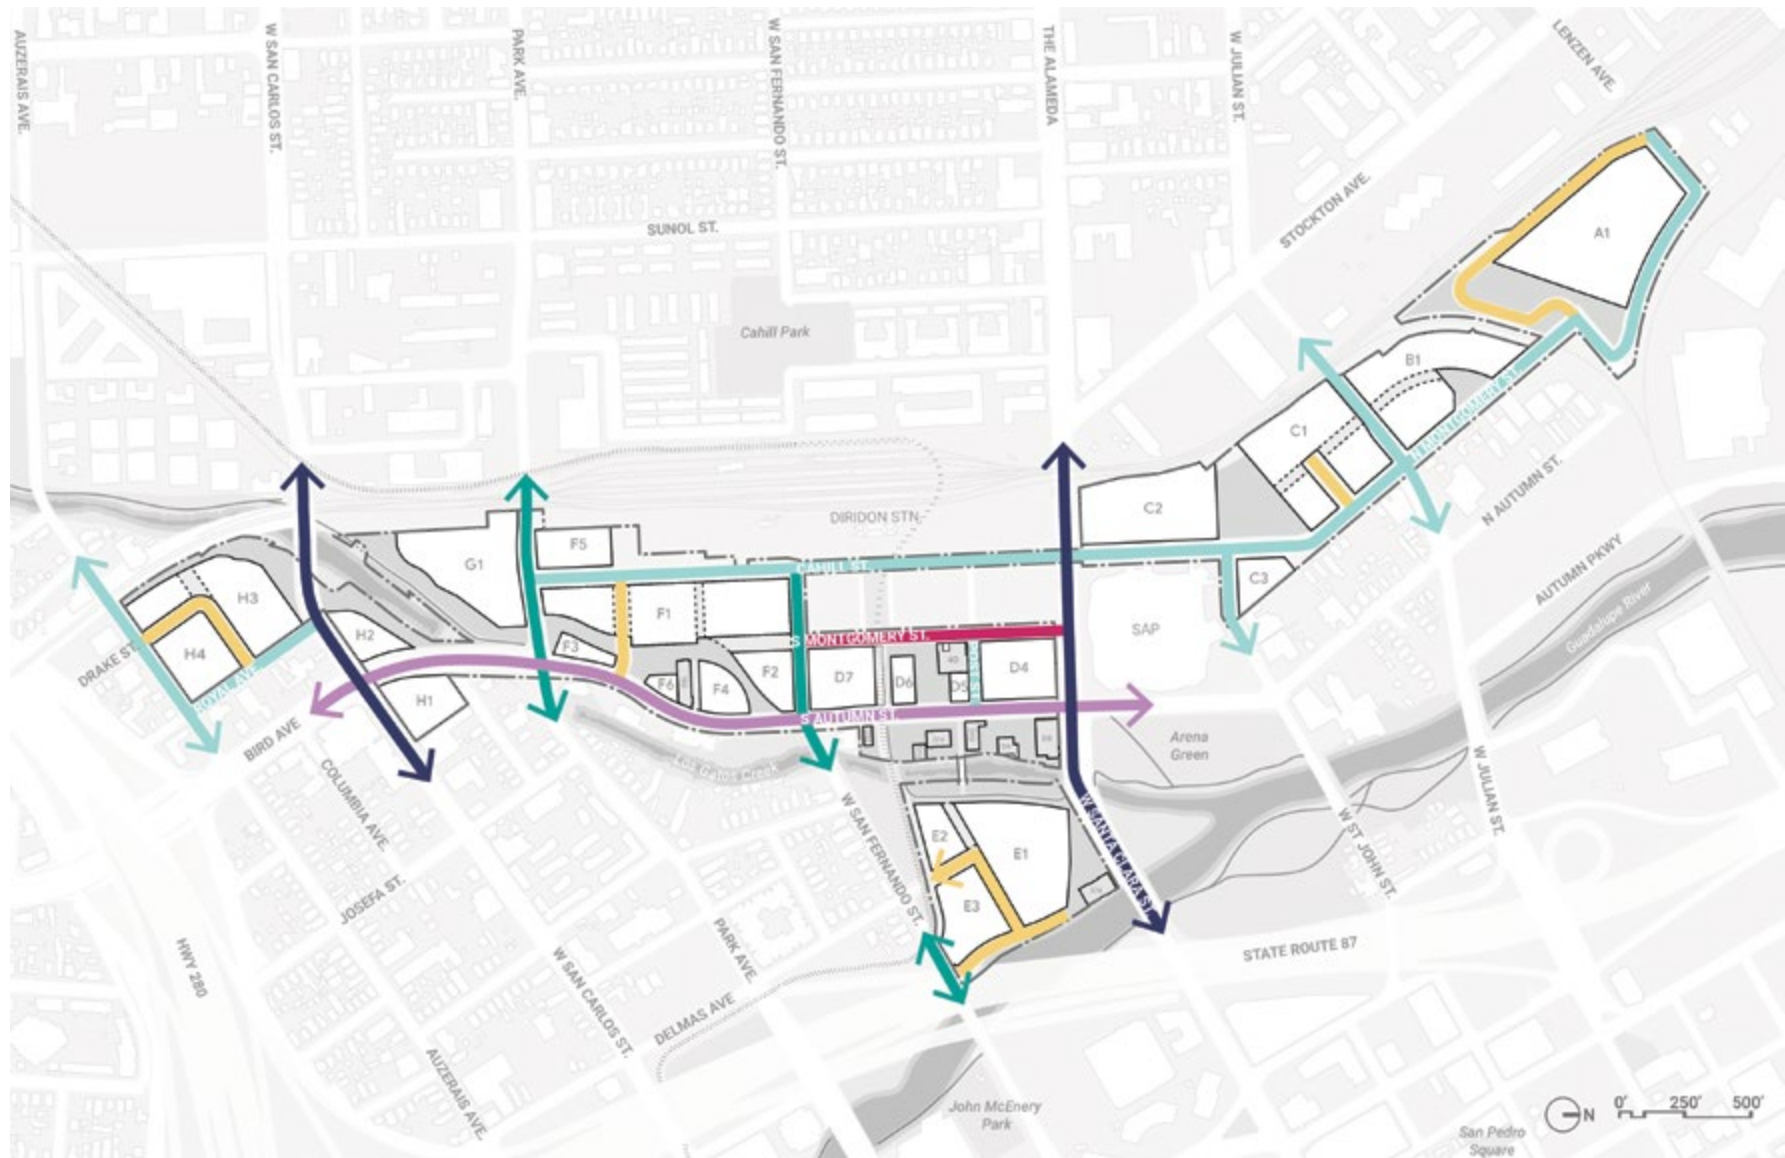 AUZERAIS AVE.
W SAN CARLOS ST.
PARK AVE.
W SAN FERNANDO ST.
THE ALAMEDA
W JULIAN ST.
LENZEN AVE.
STOCKTON AVE.
SUNOL ST.
A1
Cahill Park
B1
C1
N MONTGOMERY ST.
N AUTUMN ST.
C2
DIRIDON STN.
F5
G1
CAHILL ST.
C3
AUTUMN PKWY
Guadalupe River
H3
F1
SAP
H2
S MONTGOMERY ST.
F3
H4
DRAKE ST.
POST ST.
F2
D7
D6
D5
D4
F6
F4
ROYAL AVE.
H1
S AUTUMN ST.
BIRD AVE
Arena
Green
Los Gatos Creek
COLUMBIA AVE.
W SAN FERNANDO ST.
W SANTA CLARA ST.
W JULIAN ST.
E2
E1
W ST JOHN ST.
JOSEFA ST.
E3
PARK AVE.
HWY 280
W SAN CARLOS ST.
STATE ROUTE 87
DELMAS AVE
AUZERAIS AVE.
John McEnery
Park
N
0'
250'
500'
San Pedro
Square